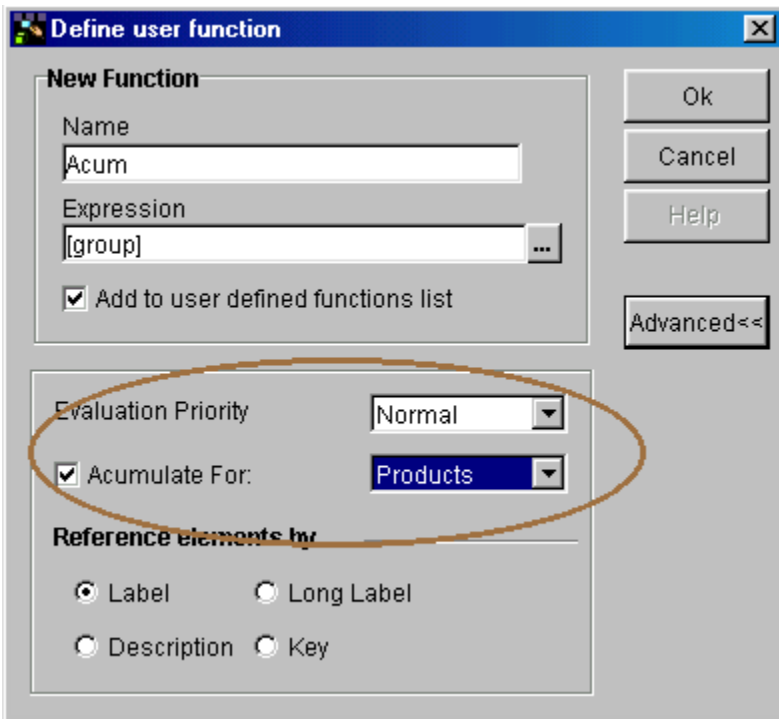 Define user function
New Function
Name
Acum
Expression
[group]
...
Add to user defined functions list
Ok
Cancel
Help
Advanced<<
Evaluation Priority
Normal
Acumulate For:
Products
Reference elements by
Label
Long Label
Description
Key